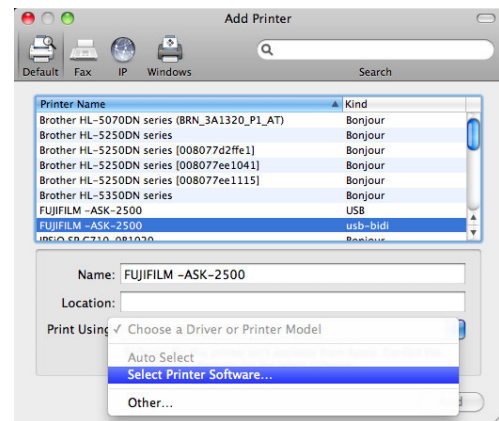 Add Printer
Default Fax IP Windows Search
Printer Name Kind
Brother HL-5070DN series (BRN_3A1320_P1_AT) Bonjour
Brother HL-5250DN series Bonjour
Brother HL-5250DN series [008077d2ffe1] Bonjour
Brother HL-5250DN series [008077ee1041] Bonjour
Brother HL-5250DN series [008077ee1115] Bonjour
Brother HL-5350DN series Bonjour
FUJIFILM -ASK-2500 USB
FUJIFILM -ASK-2500 usb-bidi
Name: FUJIFILM -ASK-2500
Location:
Print Using ✓ Choose a Driver or Printer Model
Auto Select
Select Printer Software...
Other...